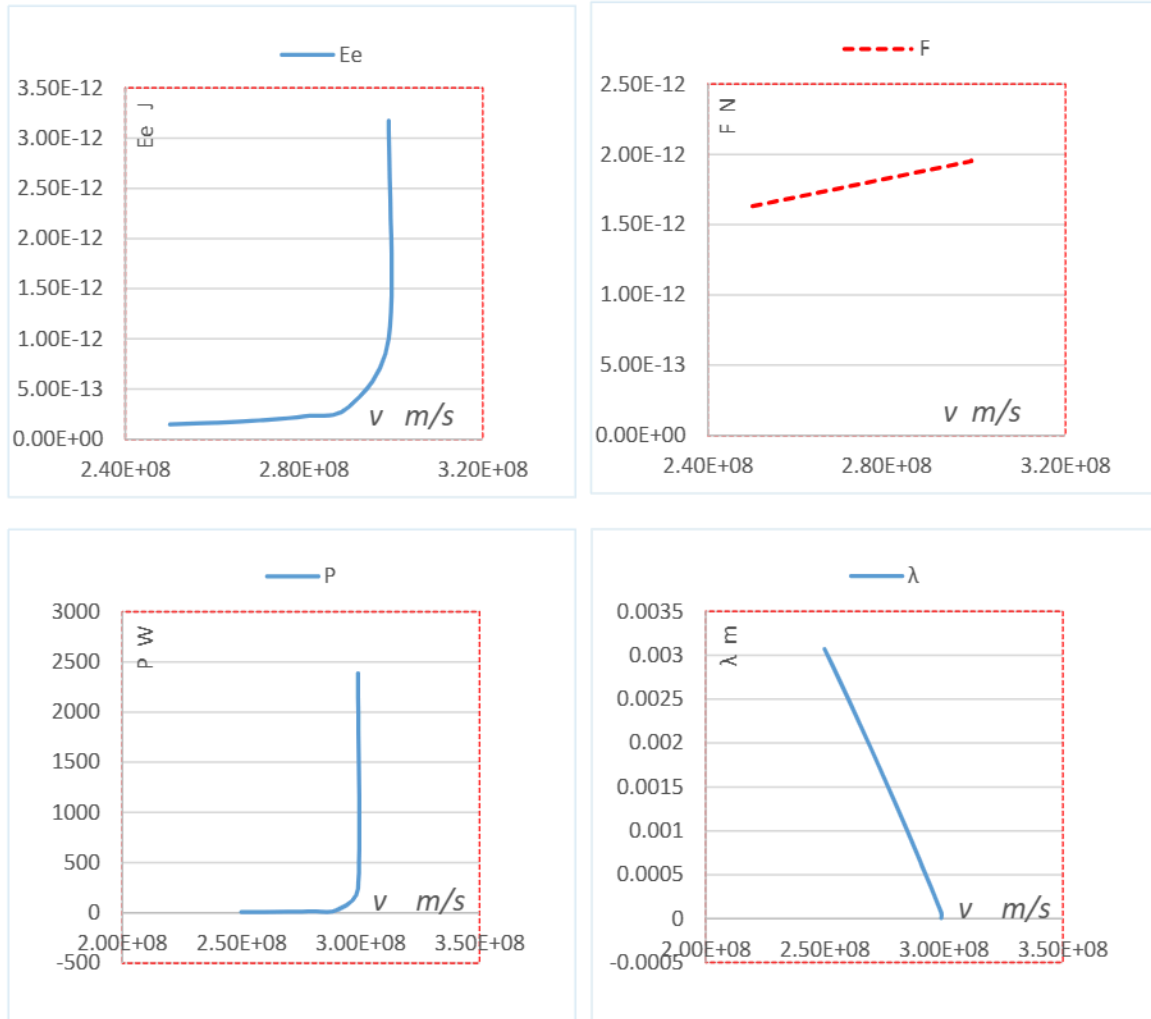 Ee
3.50E-12
3.00E-12
2.50E-12
2.00E-12
1.50E-12
1.00E-12
5.00E-13
0.00E+00
Ee J
v m/s
2.40E+08 2.80E+08 3.20E+08
F
2.50E-12
2.00E-12
1.50E-12
1.00E-12
5.00E-13
0.00E+00
F N
v m/s
2.40E+08 2.80E+08 3.20E+08
P
3000
2500
2000
1500
1000
500
0
-500
P W
v m/s
2.00E+08 2.50E+08 3.00E+08 3.50E+08
λ
0.0035
0.003
0.0025
0.002
0.0015
0.001
0.0005
0
-0.0005
λ m
v m/s
2.00E+08 2.50E+08 3.00E+08 3.50E+08